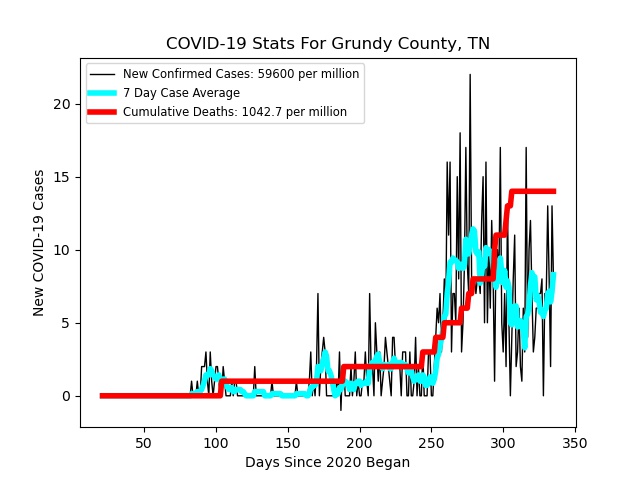 COVID-19 Stats For Grundy County, TN
New Confirmed Cases: 59600 per million
7 Day Case Average
Cumulative Deaths: 1042.7 per million
New COVID-19 Cases
20
15
10
5
0
50
100
150
200
250
300
350
Days Since 2020 Began